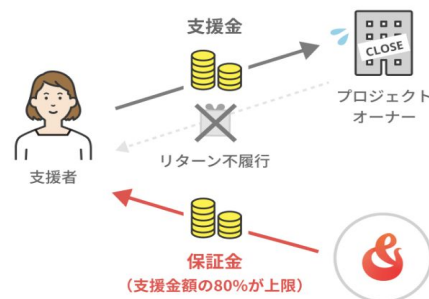 支援金
CLOSE
プロジェクト
オーナー
リターン不履行
支援者
保証金
（支援金額の80%が上限）